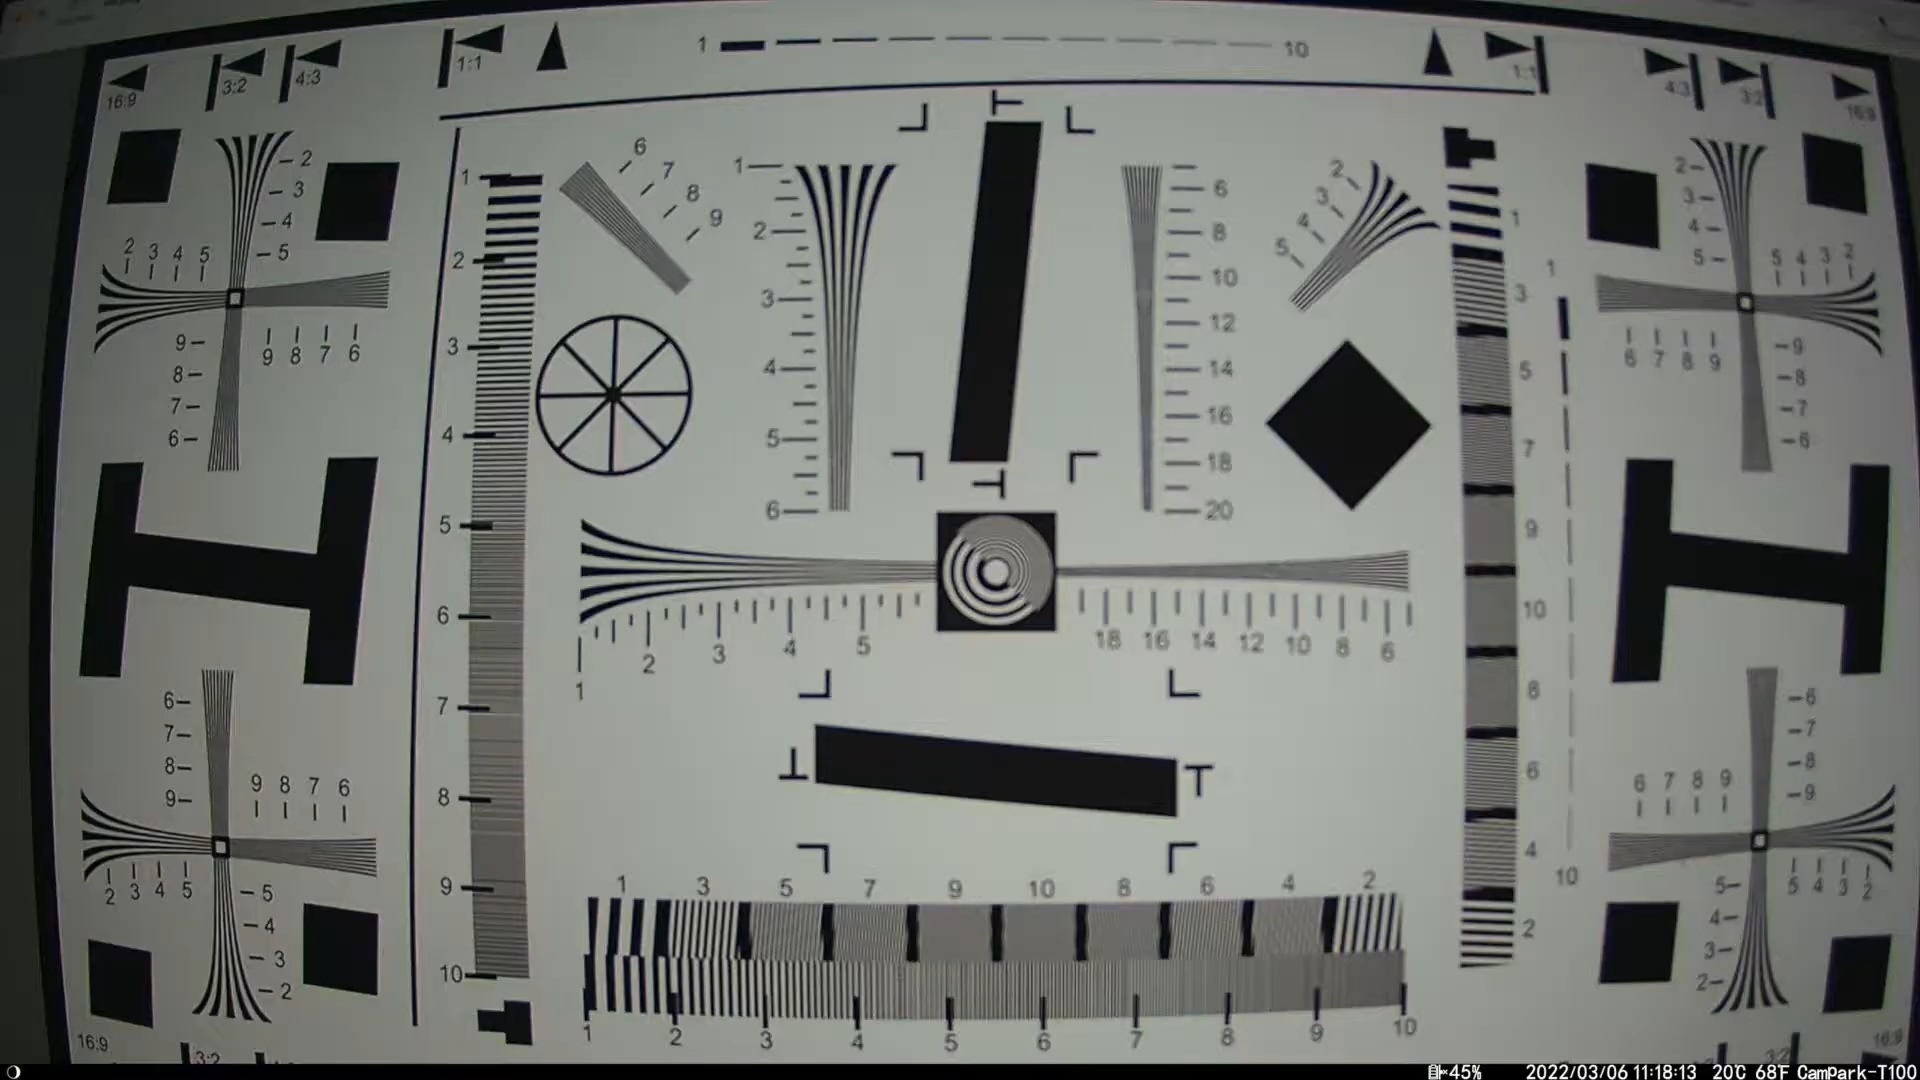 1 10
16:9 3:2 4:3 1:1 1:1 4:3 3:2 16:9
2 3 4 5
2 3 4 5
9 8 7 6
9 8 7 6
1 2 3 4 5 6 7 8 9 10
6 7 8 9
1 2 3 4 5 6
6 8 10 12 14 16 18 20
2 3 4 5
1 3 5 7 9 10 8 6 4 2
1 10
2 3 4 5
5 4 3 2
6 7 8 9
9 8 7 6
1 2 3 4 5
18 16 14 12 10 8 6
6 7 8 9
9 8 7 6
2 3 4 5
5 4 3 2
6 7 8 9
6 7 8 9
5 4 3 2
5 4 3 2
1 3 5 7 9 10 8 6 4 2
1 2 3 4 5 6 7 8 9 10
16:9 3:2 3:2 16:9
45% 2022/03/06 11:18:13 20℃ 68℉ CamPark-T100